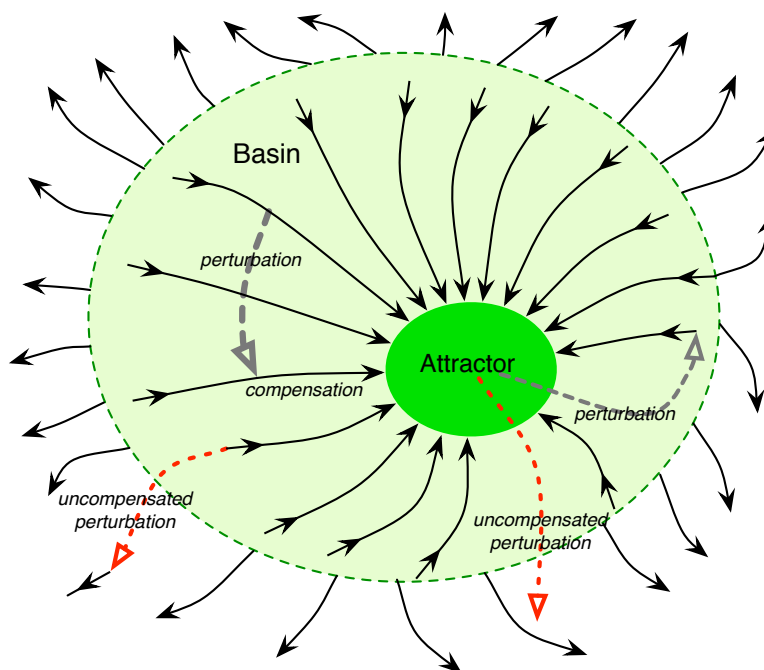 Basin
perturbation
Attractor
compensation
perturbation
uncompensated
perturbation
uncompensated
perturbation